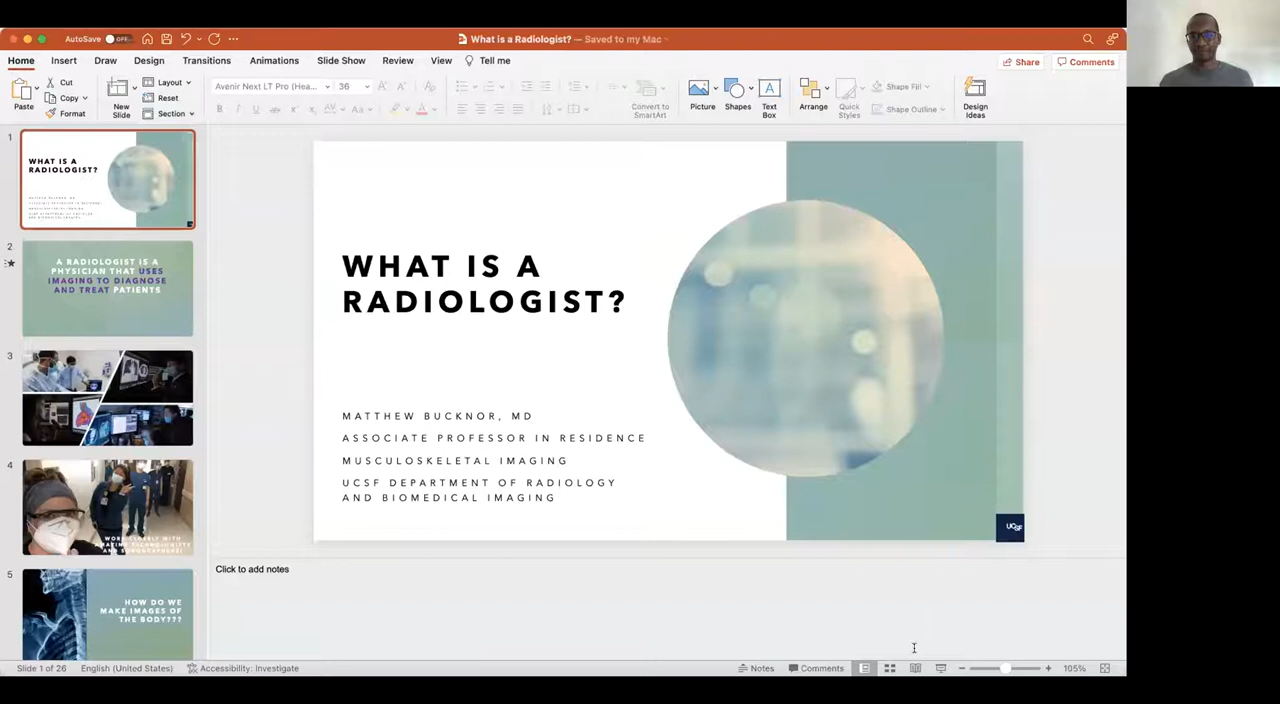 AutoSave OFF
What is a Radiologist? — Saved to my Mac
Home Insert Draw Design Transitions Animations Slide Show Review View Tell me
Share Comments
Paste
Cut
Copy
Format
New Slide
Layout
Reset
Section
Avenir Next LT Pro (Hea... 36
Convert to SmartArt
Picture
Shapes
Text Box
Arrange
Quick Styles
Shape Fill
Shape Outline
Design Ideas
1
WHAT IS A
RADIOLOGIST?
2
A RADIOLOGIST IS A
PHYSICIAN THAT USES
IMAGING TO DIAGNOSE
AND TREAT PATIENTS
3
4
WORK CLOSELY WITH
AND SONOGRAPHERS!
5
HOW DO WE
MAKE IMAGES OF
THE BODY???
WHAT IS A
RADIOLOGIST?
MATTHEW BUCKNOR, MD
ASSOCIATE PROFESSOR IN RESIDENCE
MUSCULOSKELETAL IMAGING
UCSF DEPARTMENT OF RADIOLOGY
AND BIOMEDICAL IMAGING
UCSF
Click to add notes
Slide 1 of 26 English (United States) Accessibility: Investigate Notes Comments 105%